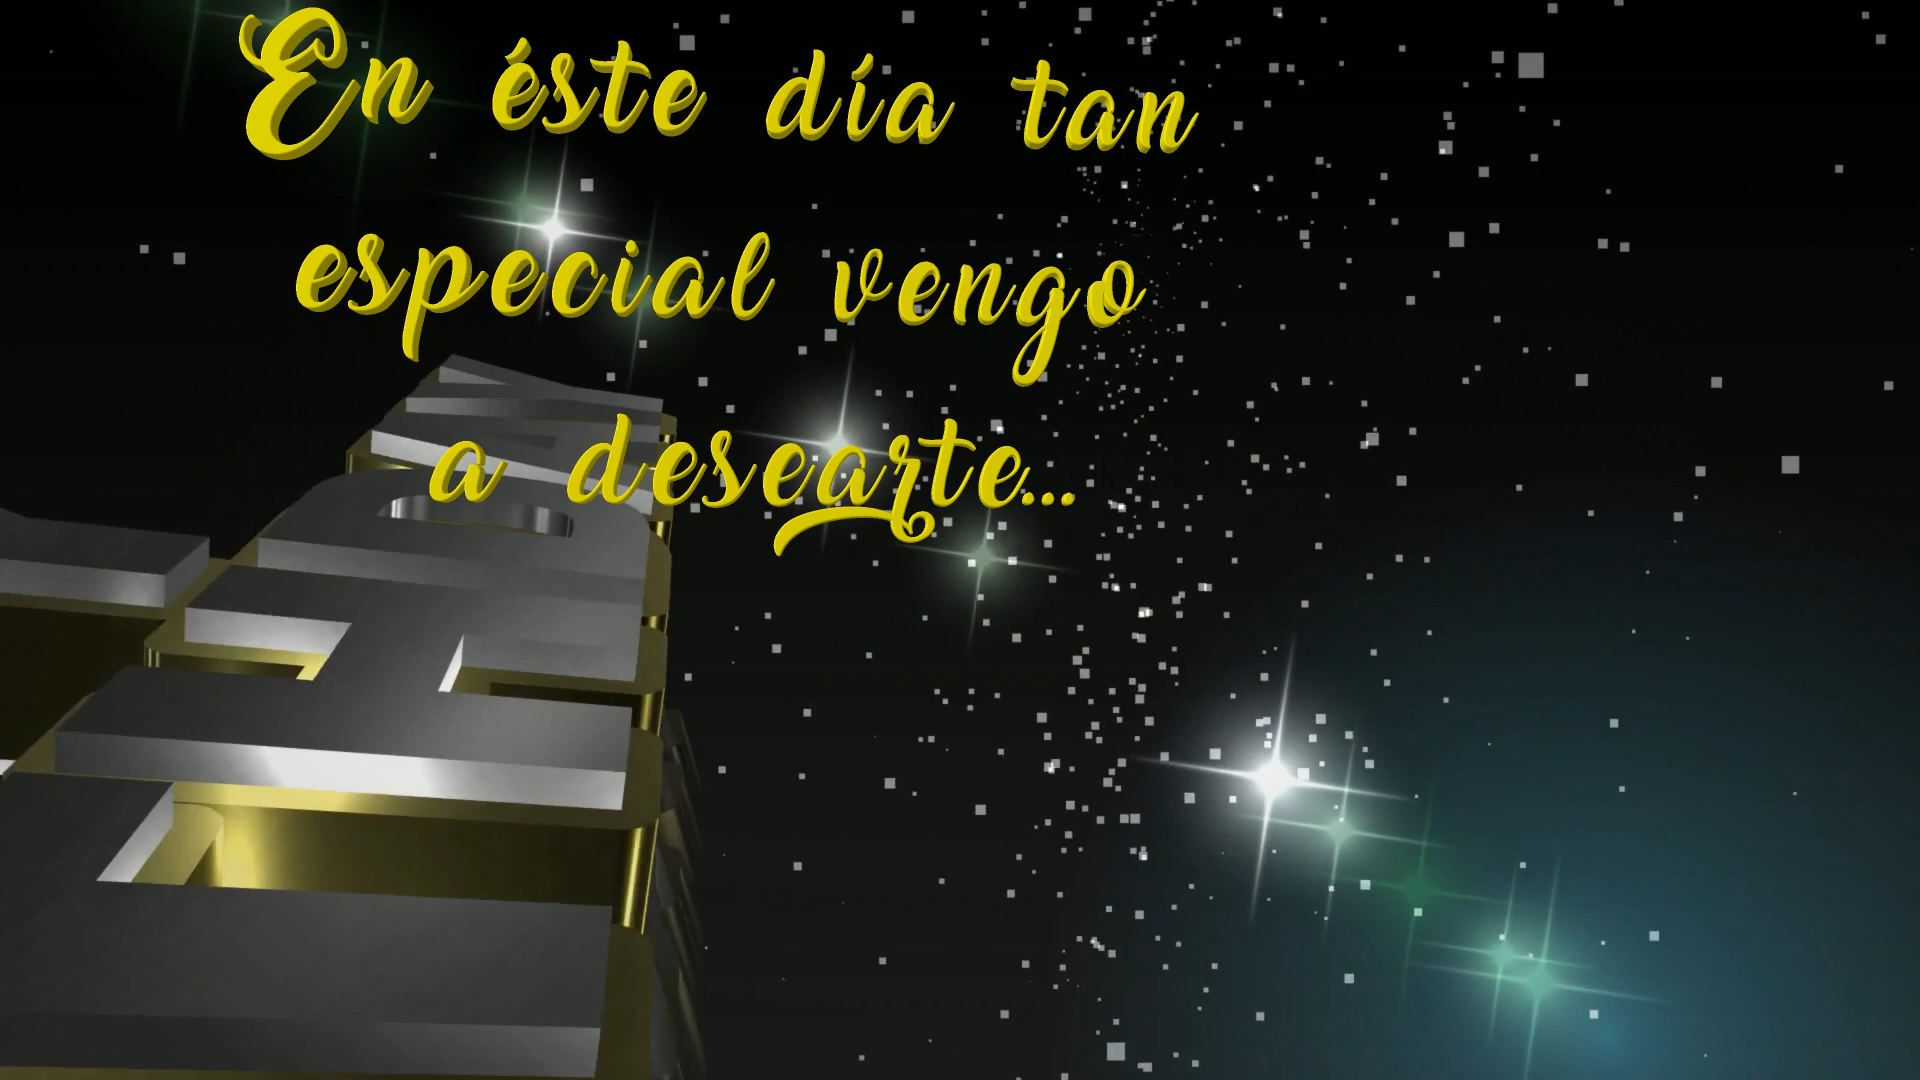 En éste día tan
especial vengo
a desearte...